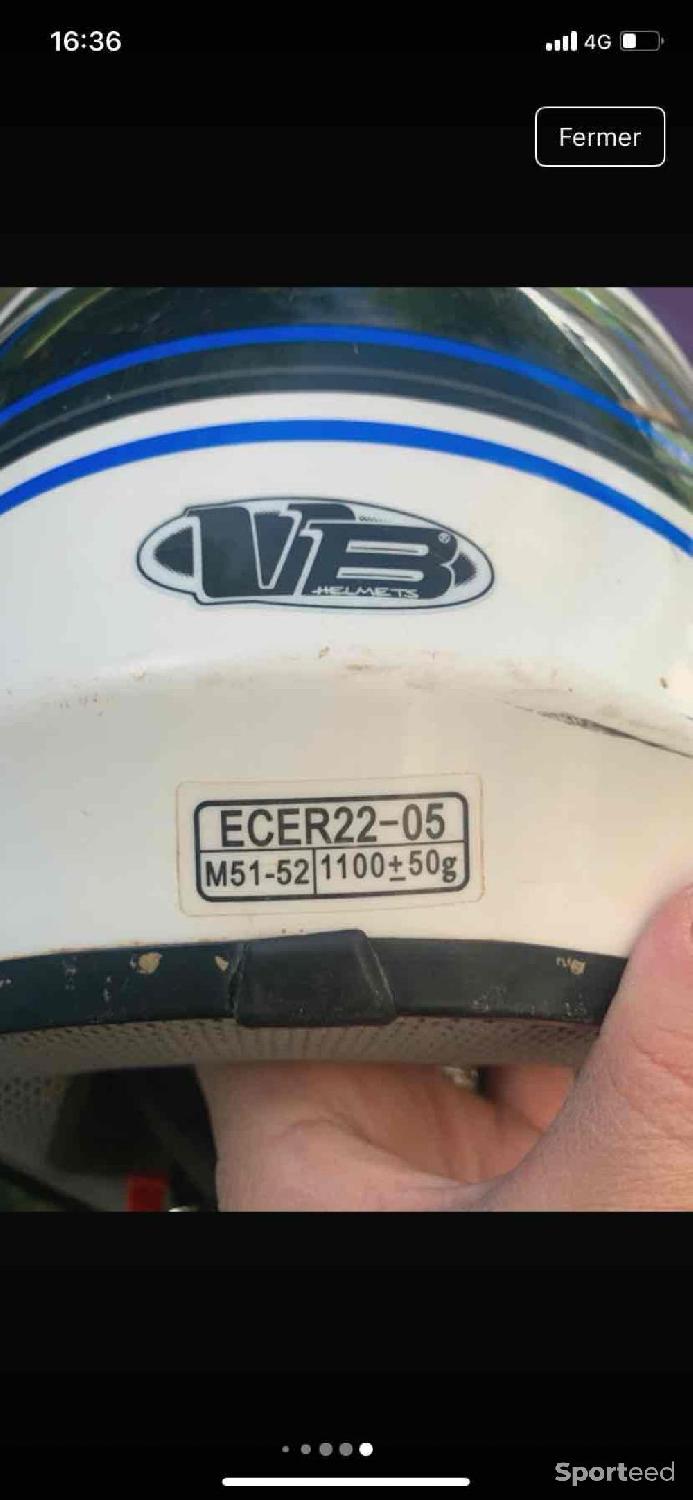 16:36
4G
Fermer
VB
®
HELMETS
ECER22-05
M51-52 1100±50g
Sporteed